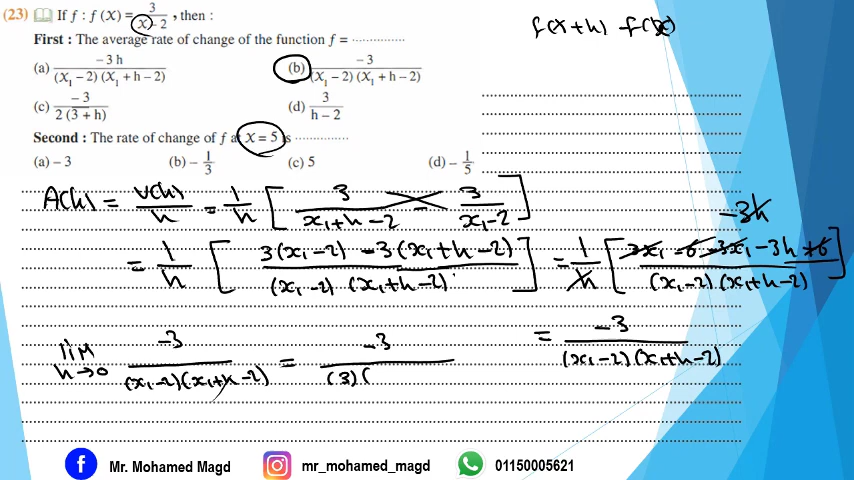 (23) If f : f (X) = 3/(X - 2) , then :
f(x+h) - f(x)
First : The average rate of change of the function f = ..............
(a) -3 h / (X₁ - 2) (X₁ + h - 2)
(b) -3 / (X₁ - 2) (X₁ + h - 2)
(c) -3 / 2 (3 + h)
(d) 3 / h - 2
Second : The rate of change of f at X = 5 is ..............
(a) - 3
(b) - 1/3
(c) 5
(d) - 1/5
A(h) = V(h)/h = 1/h [ 3/(x₁+h-2) - 3/(x₁-2) ]
-3h
= 1/h [ 3(x₁-2) -3(x₁+h-2) / (x₁-2) (x₁+h-2) ] = 1/h [ 3x₁ -6 -3x₁ -3h +6 / (x₁-2)(x₁+h-2) ]
= -3 / (x₁-2)(x₁+h-2)
lim h→0 -3 / (x₁-2)(x₁+h-2) = -3 / (3)(
Mr. Mohamed Magd
mr_mohamed_magd
01150005621